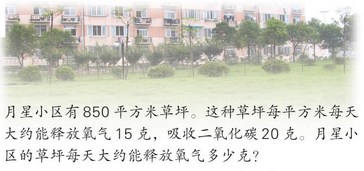 月星小区有850平方米草坪。这种草坪每平方米每天
大约能释放氧气15克，吸收二氧化碳20克。月星小
区的草坪每天大约能释放氧气多少克？